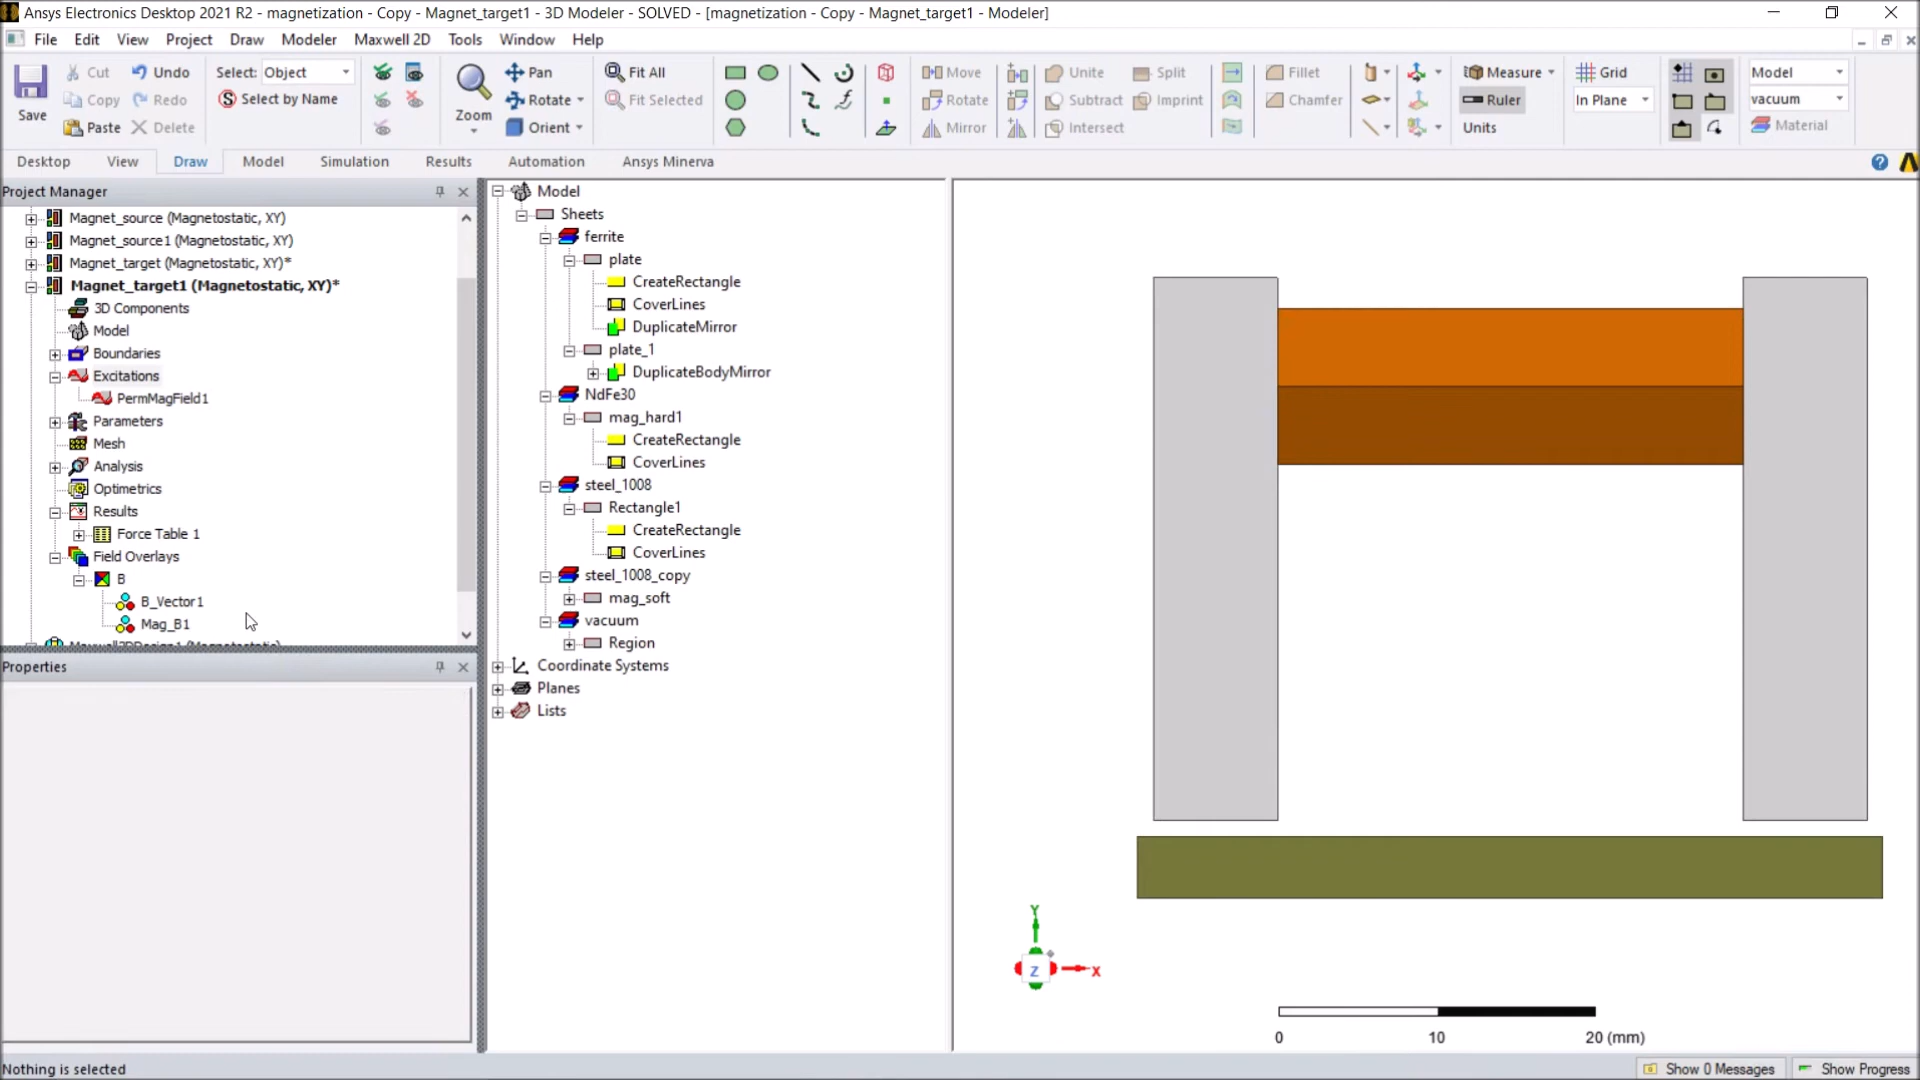 Ansys Electronics Desktop 2021 R2 - magnetization - Copy - Magnet_target1 - 3D Modeler - SOLVED - [magnetization - Copy - Magnet_target1 - Modeler]
File Edit View Project Draw Modeler Maxwell 2D Tools Window Help
Save
Cut
Copy
Paste
Undo
Redo
Delete
Select: Object
Select by Name
Zoom
Pan
Rotate
Orient
Fit All
Fit Selected
Move
Rotate
Mirror
Unite
Subtract
Intersect
Split
Imprint
Fillet
Chamfer
Measure
Ruler
Units
Grid
In Plane
Model
vacuum
Material
Desktop View Draw Model Simulation Results Automation Ansys Minerva
Project Manager
Magnet_source (Magnetostatic, XY)
Magnet_source1 (Magnetostatic, XY)
Magnet_target (Magnetostatic, XY)*
Magnet_target1 (Magnetostatic, XY)*
3D Components
Model
Boundaries
Excitations
PermMagField1
Parameters
Mesh
Analysis
Optimetrics
Results
Force Table 1
Field Overlays
B
B_Vector1
Mag_B1
Properties
Model
Sheets
ferrite
plate
CreateRectangle
CoverLines
DuplicateMirror
plate_1
DuplicateBodyMirror
NdFe30
mag_hard1
CreateRectangle
CoverLines
steel_1008
Rectangle1
CreateRectangle
CoverLines
steel_1008_copy
mag_soft
vacuum
Region
Coordinate Systems
Planes
Lists
Y
Z
X
0 10 20 (mm)
Nothing is selected
Show 0 Messages
Show Progress